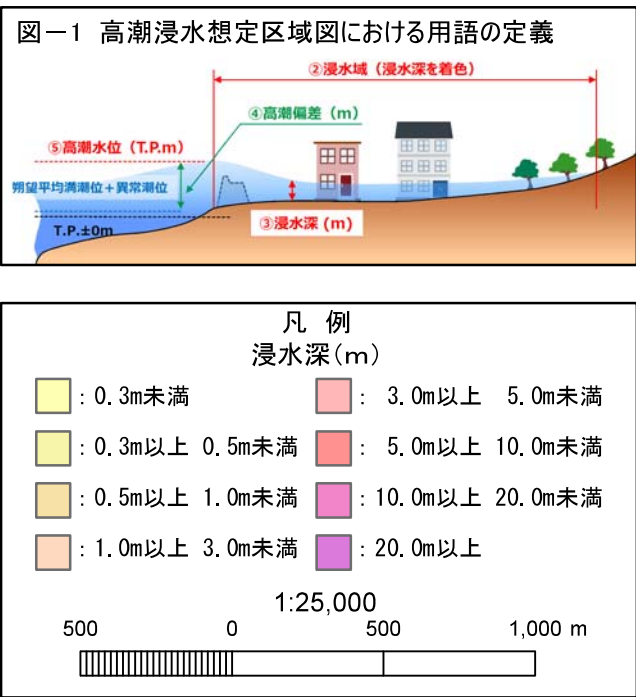 図－1 高潮浸水想定区域図における用語の定義
②浸水域（浸水深を着色）
④高潮偏差（m）
⑤高潮水位（T.P.m）
朔望平均満潮位＋異常潮位
③浸水深（m）
T.P.±0m
凡 例
浸水深(m)
: 0.3m未満
: 3.0m以上 5.0m未満
: 0.3m以上 0.5m未満
: 5.0m以上 10.0m未満
: 0.5m以上 1.0m未満
: 10.0m以上 20.0m未満
: 1.0m以上 3.0m未満
: 20.0m以上
1:25,000
500 0 500 1,000 m